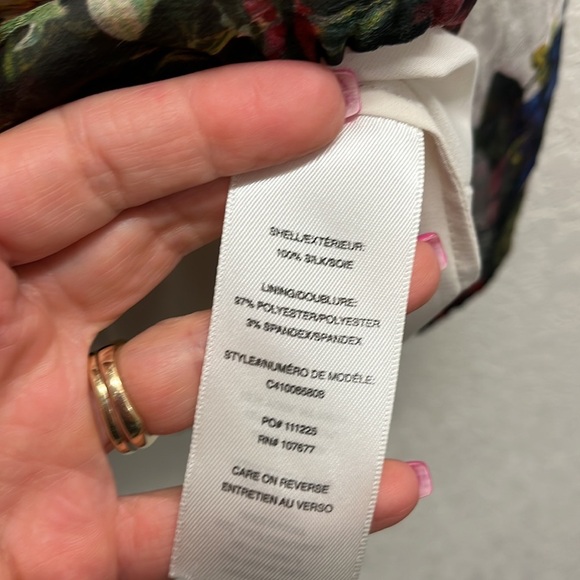 SHELL/EXTÉRIEUR:
100% SILK/SOIE
LINING/DOUBLURE:
97% POLYESTER/POLYESTER
3% SPANDEX/SPANDEX
STYLE#/NUMÉRO DE MODÈLE:
C410065809
PO# 111225
RN# 107677
CARE ON REVERSE
ENTRETIEN AU VERSO